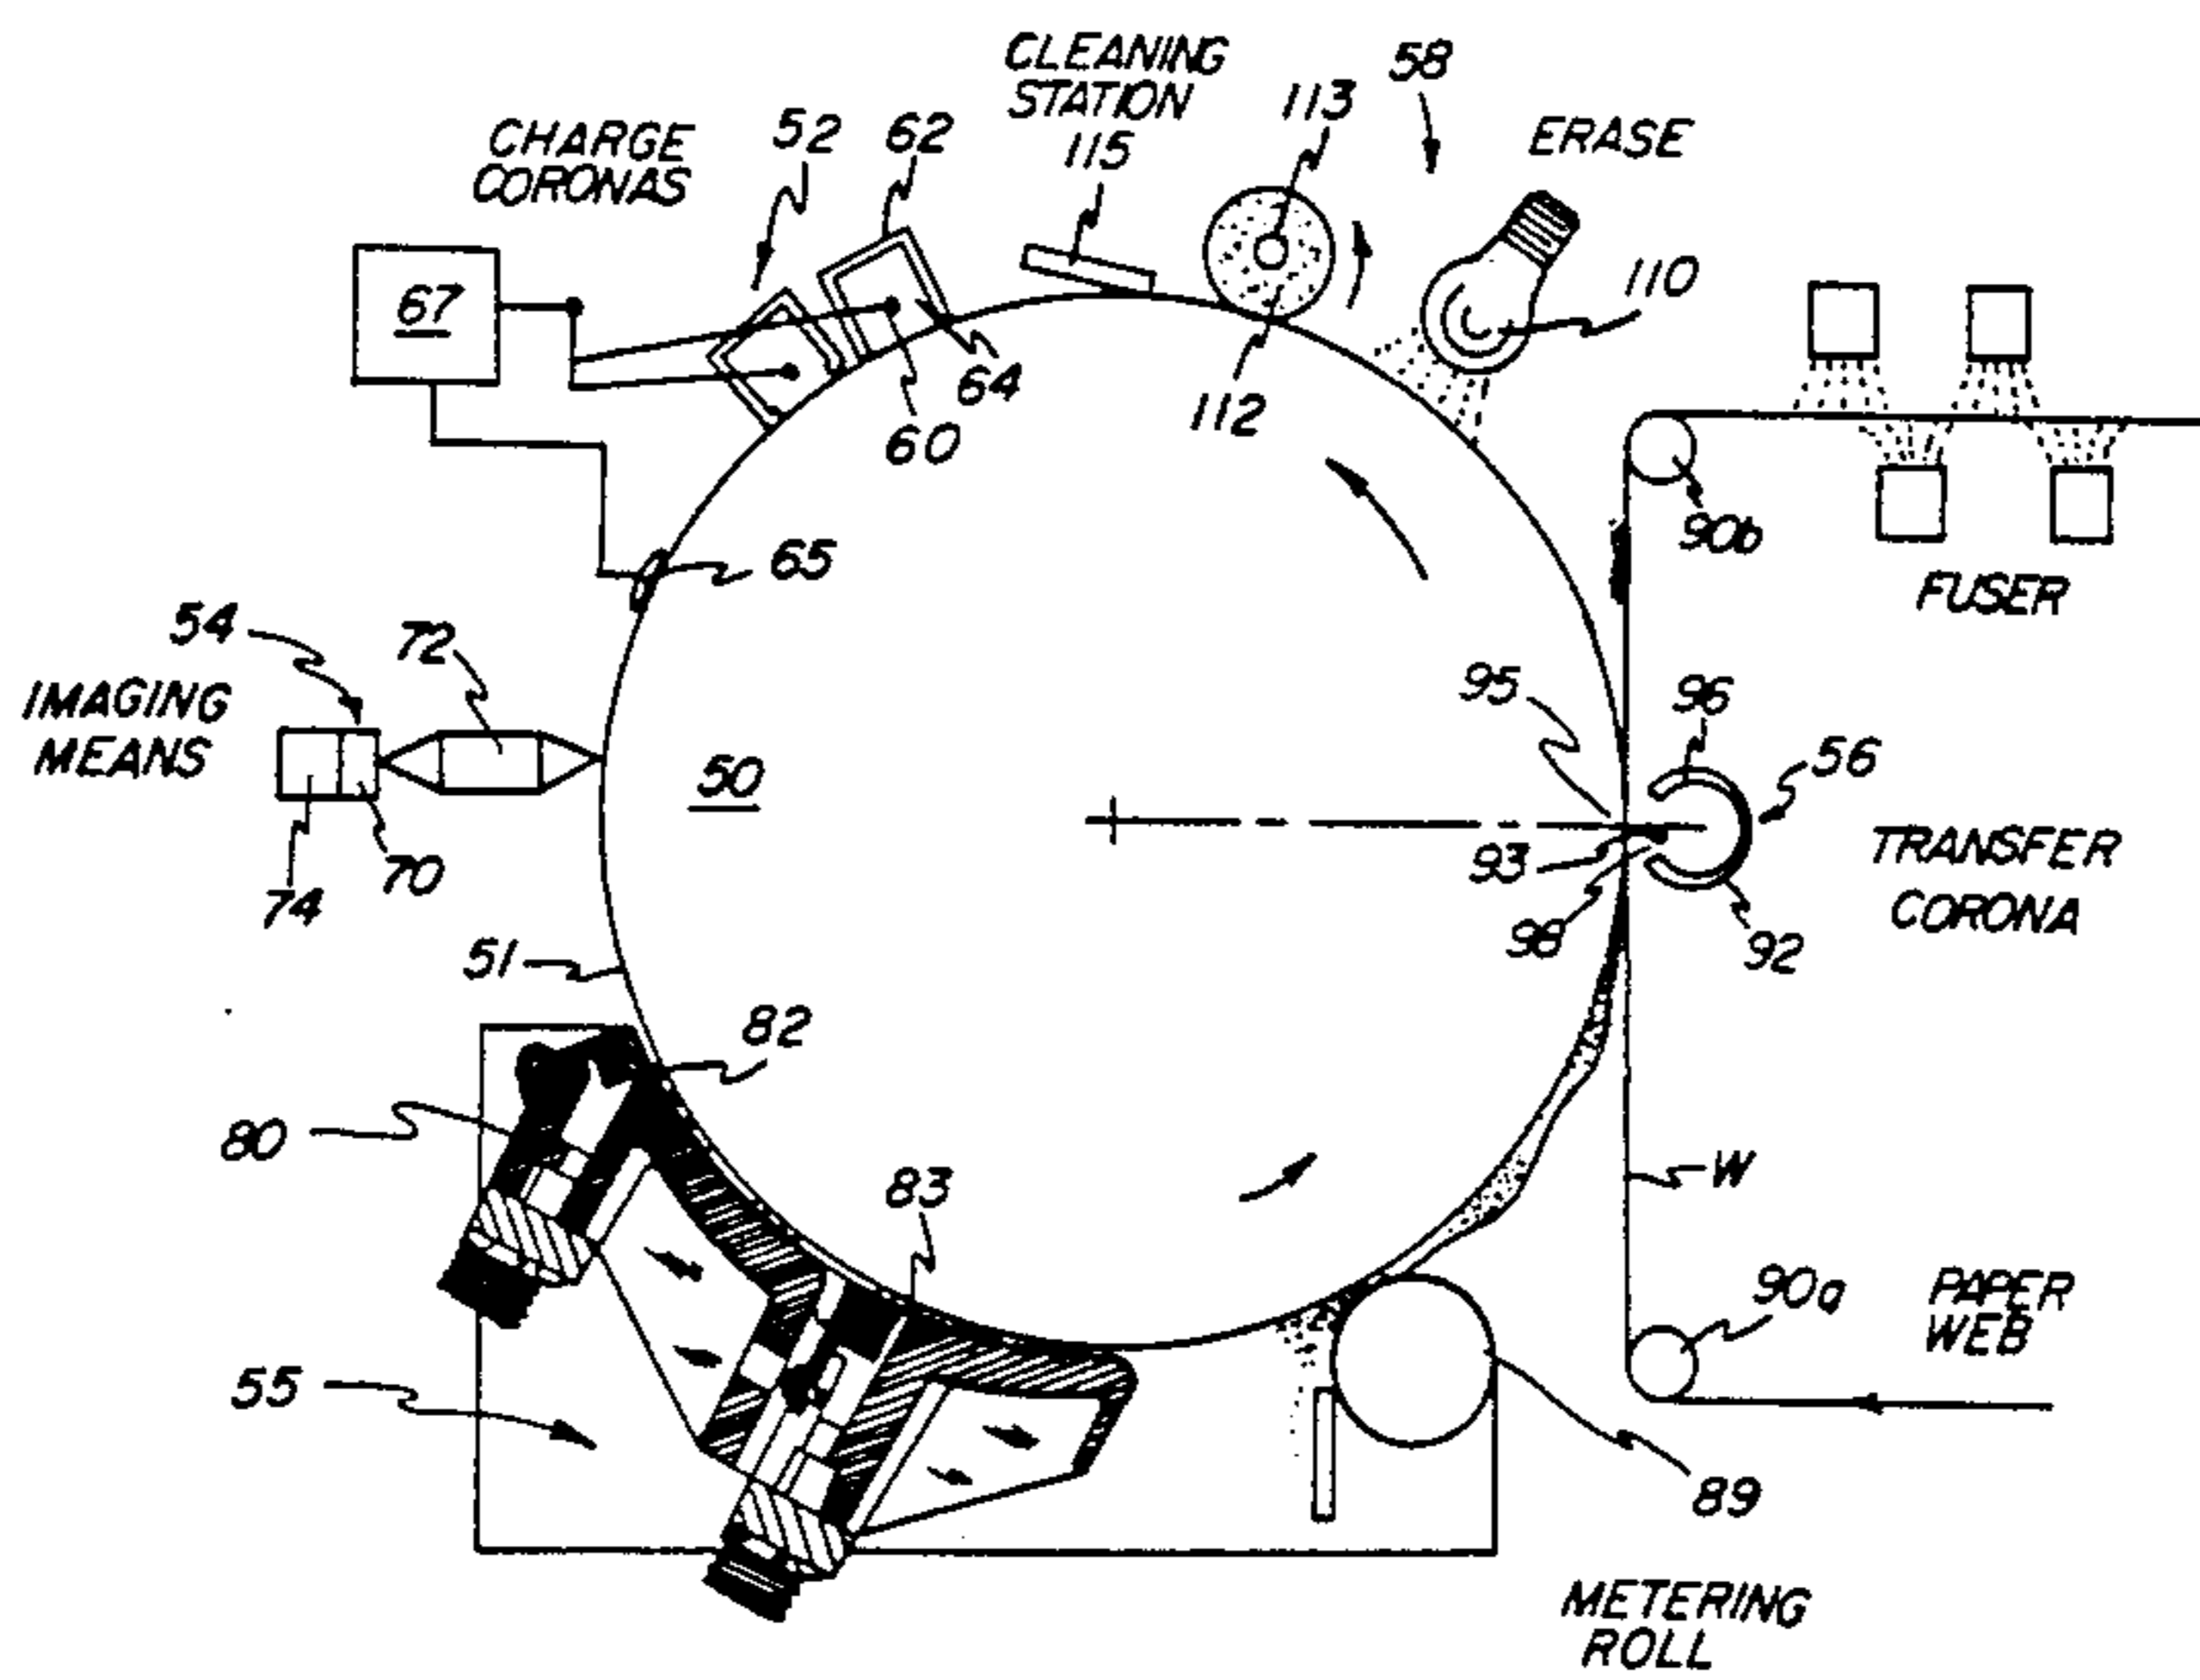 CLEANING
STATION
115
113
58
ERASE
CHARGE
CORONAS
52
62
110
67
64
60
112
90b
FUSER
65
54
72
IMAGING
MEANS
95
96
56
50
93
TRANSFER
CORONA
74
70
98
92
51
82
80
83
W
90a
PAPER
WEB
55
89
METERING
ROLL